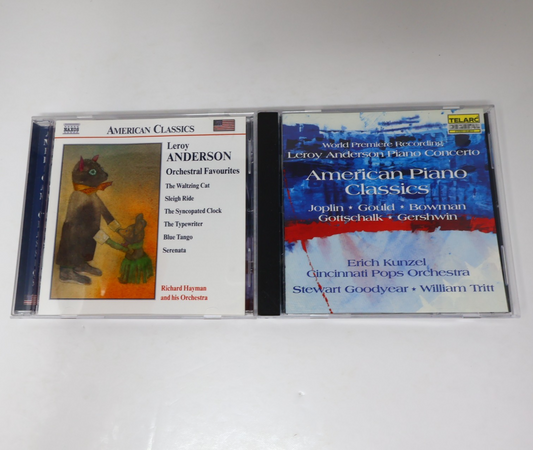 NAXOS
AMERICAN CLASSICS
Leroy
ANDERSON
Orchestral Favourites
The Waltzing Cat
Sleigh Ride
The Syncopated Clock
The Typewriter
Blue Tango
Serenata
Richard Hayman
and his Orchestra
TELARC
World Premiere Recording
Leroy Anderson Piano Concerto
American Piano
Classics
Joplin • Gould • Bowman
Gottschalk • Gershwin
Erich Kunzel
Cincinnati Pops Orchestra
Stewart Goodyear • William Tritt